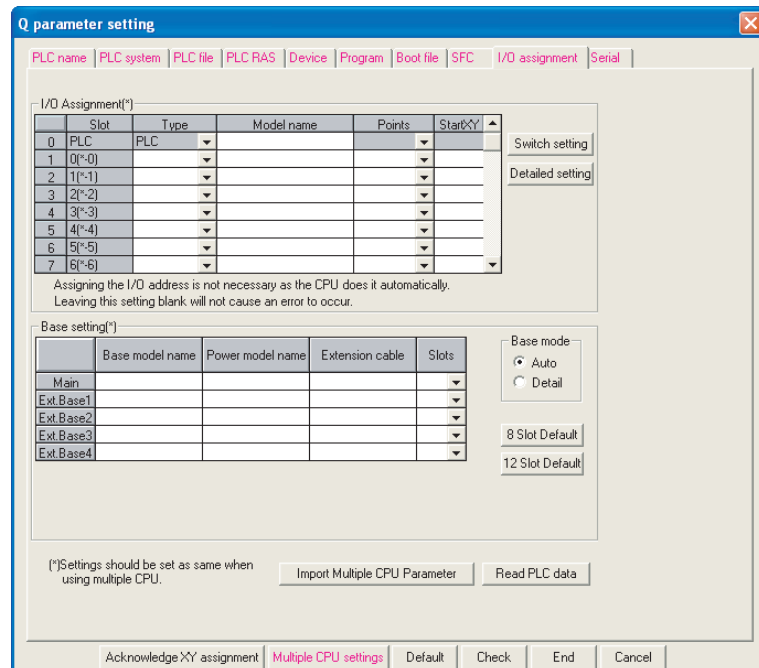 Q parameter setting
PLC name PLC system PLC file PLC RAS Device Program Boot file SFC I/O assignment Serial
I/O Assignment(*)
Slot Type Model name Points StartXY
0 PLC PLC
1 0(*-0)
2 1(*-1)
3 2(*-2)
4 3(*-3)
5 4(*-4)
6 5(*-5)
7 6(*-6)
Switch setting
Detailed setting
Assigning the I/O address is not necessary as the CPU does it automatically.
Leaving this setting blank will not cause an error to occur.
Base setting(*)
Base model name Power model name Extension cable Slots
Main
Ext.Base1
Ext.Base2
Ext.Base3
Ext.Base4
Base mode
Auto
Detail
8 Slot Default
12 Slot Default
(*)Settings should be set as same when
using multiple CPU.
Import Multiple CPU Parameter Read PLC data
Acknowledge XY assignment Multiple CPU settings Default Check End Cancel